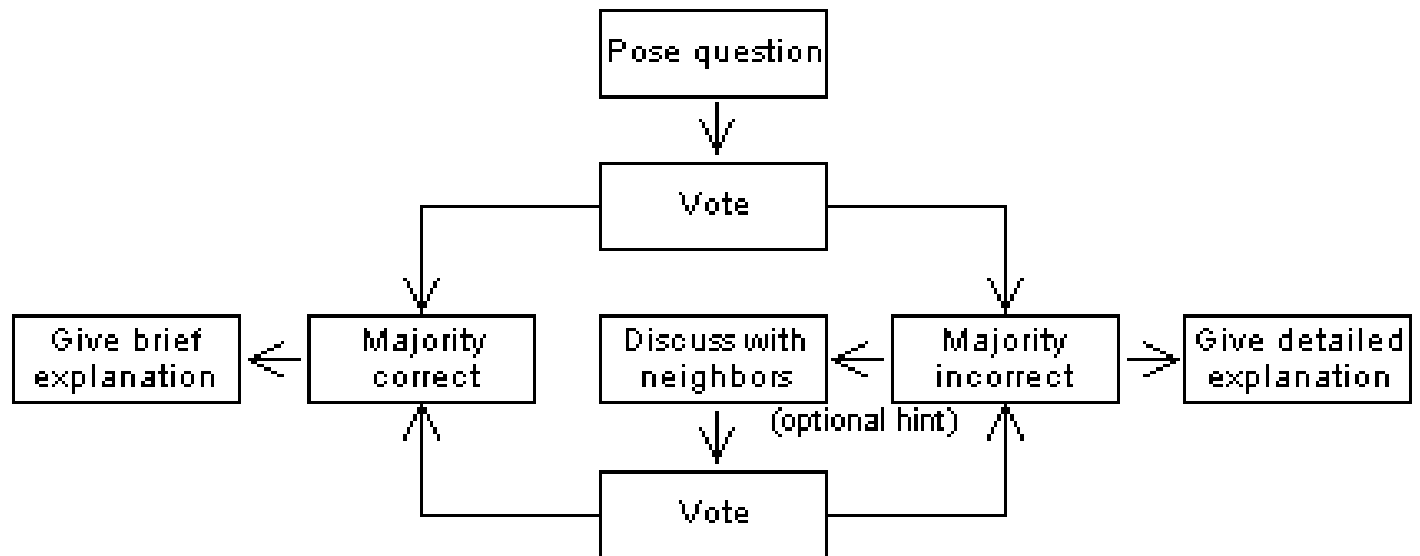 Pose question
Vote
Give brief
explanation
Majority
correct
Discuss with
neighbors
Majority
incorrect
Give detailed
explanation
(optional hint)
Vote